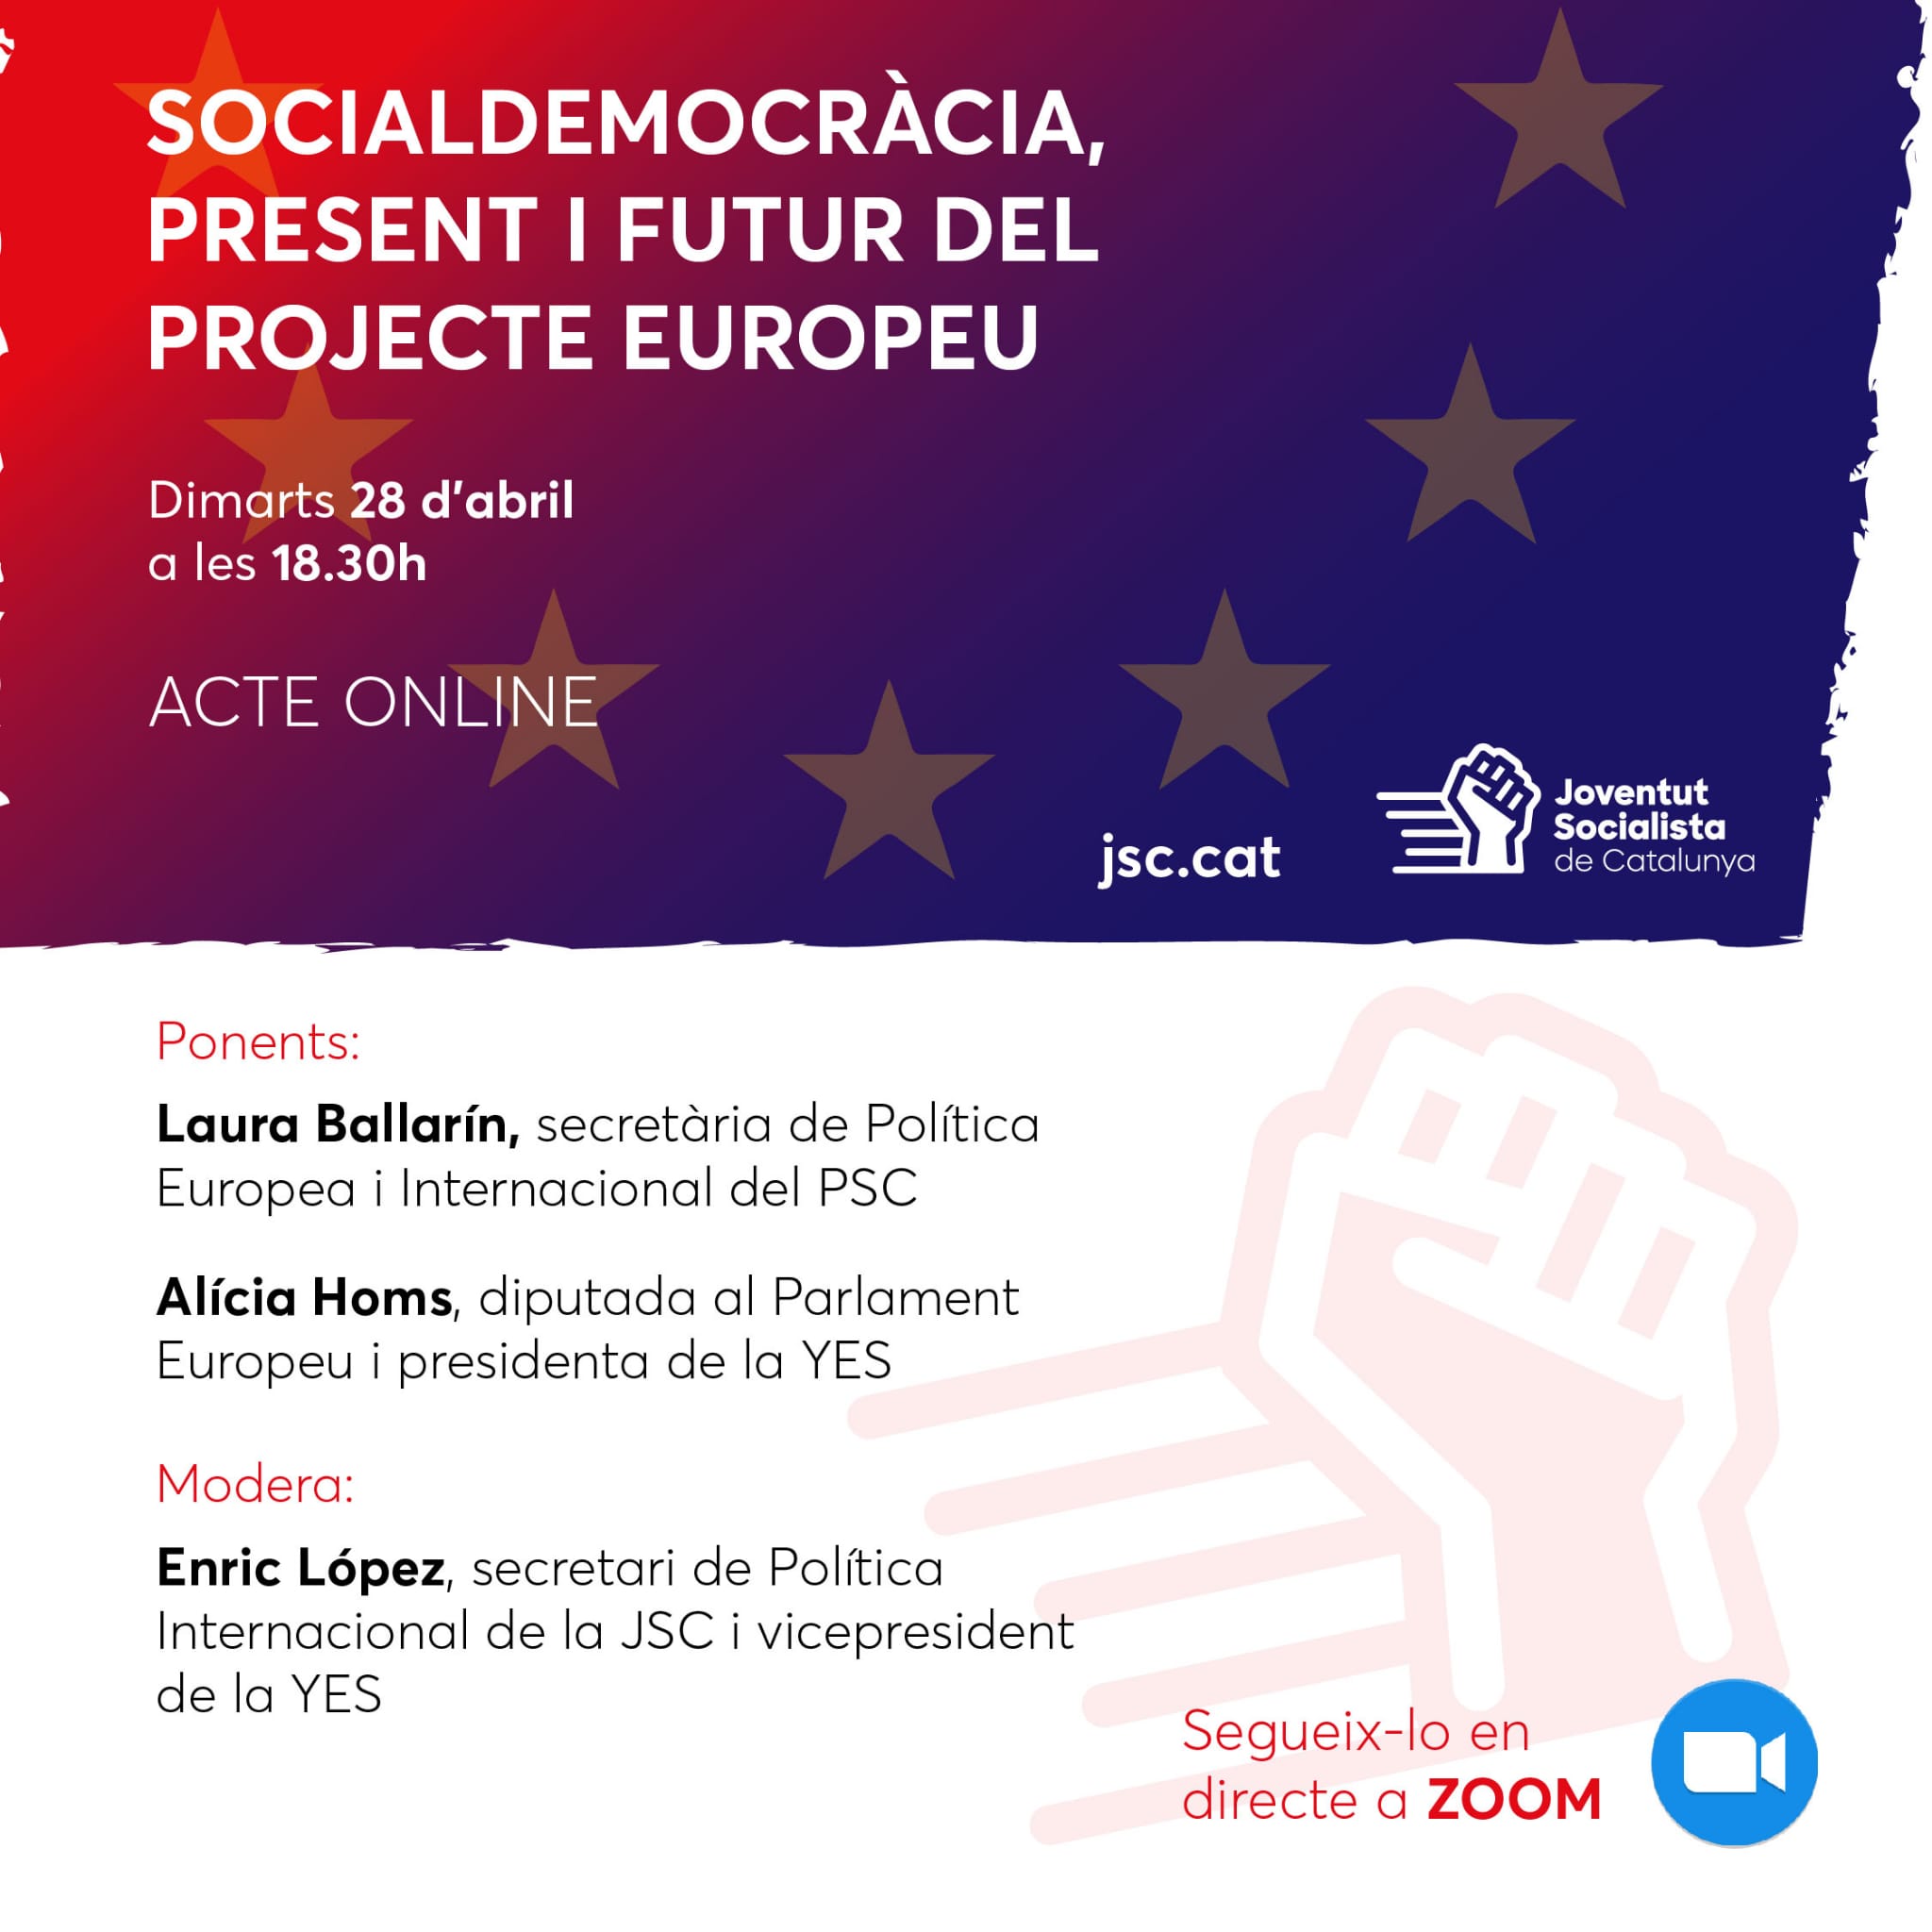 SOCIALDEMOCRÀCIA,
PRESENT I FUTUR DEL
PROJECTE EUROPEU
Dimarts 28 d'abril
a les 18.30h
ACTE ONLINE
jsc.cat
Joventut
Socialista
de Catalunya
Ponents:
Laura Ballarín, secretària de Política
Europea i Internacional del PSC
Alícia Homs, diputada al Parlament
Europeu i presidenta de la YES
Modera:
Enric López, secretari de Política
Internacional de la JSC i vicepresident
de la YES
Segueix-lo en
directe a ZOOM